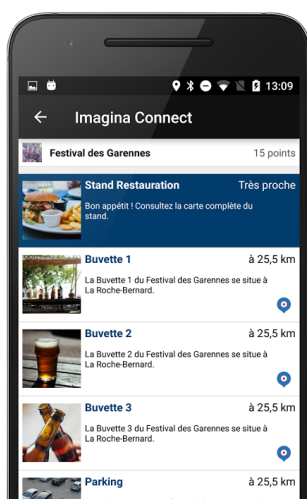 13:09
Imagina Connect
Festival des Garennes 15 points
Stand Restauration Très proche
Bon appétit ! Consultez la carte complète du
stand.
Buvette 1 à 25,5 km
La Buvette 1 du Festival des Garennes se situe à
La Roche-Bernard.
Buvette 2 à 25,5 km
La Buvette 2 du Festival des Garennes se situe à
La Roche-Bernard.
Buvette 3 à 25,5 km
La Buvette 3 du Festival des Garennes se situe à
La Roche-Bernard.
Parking à 25,5 km